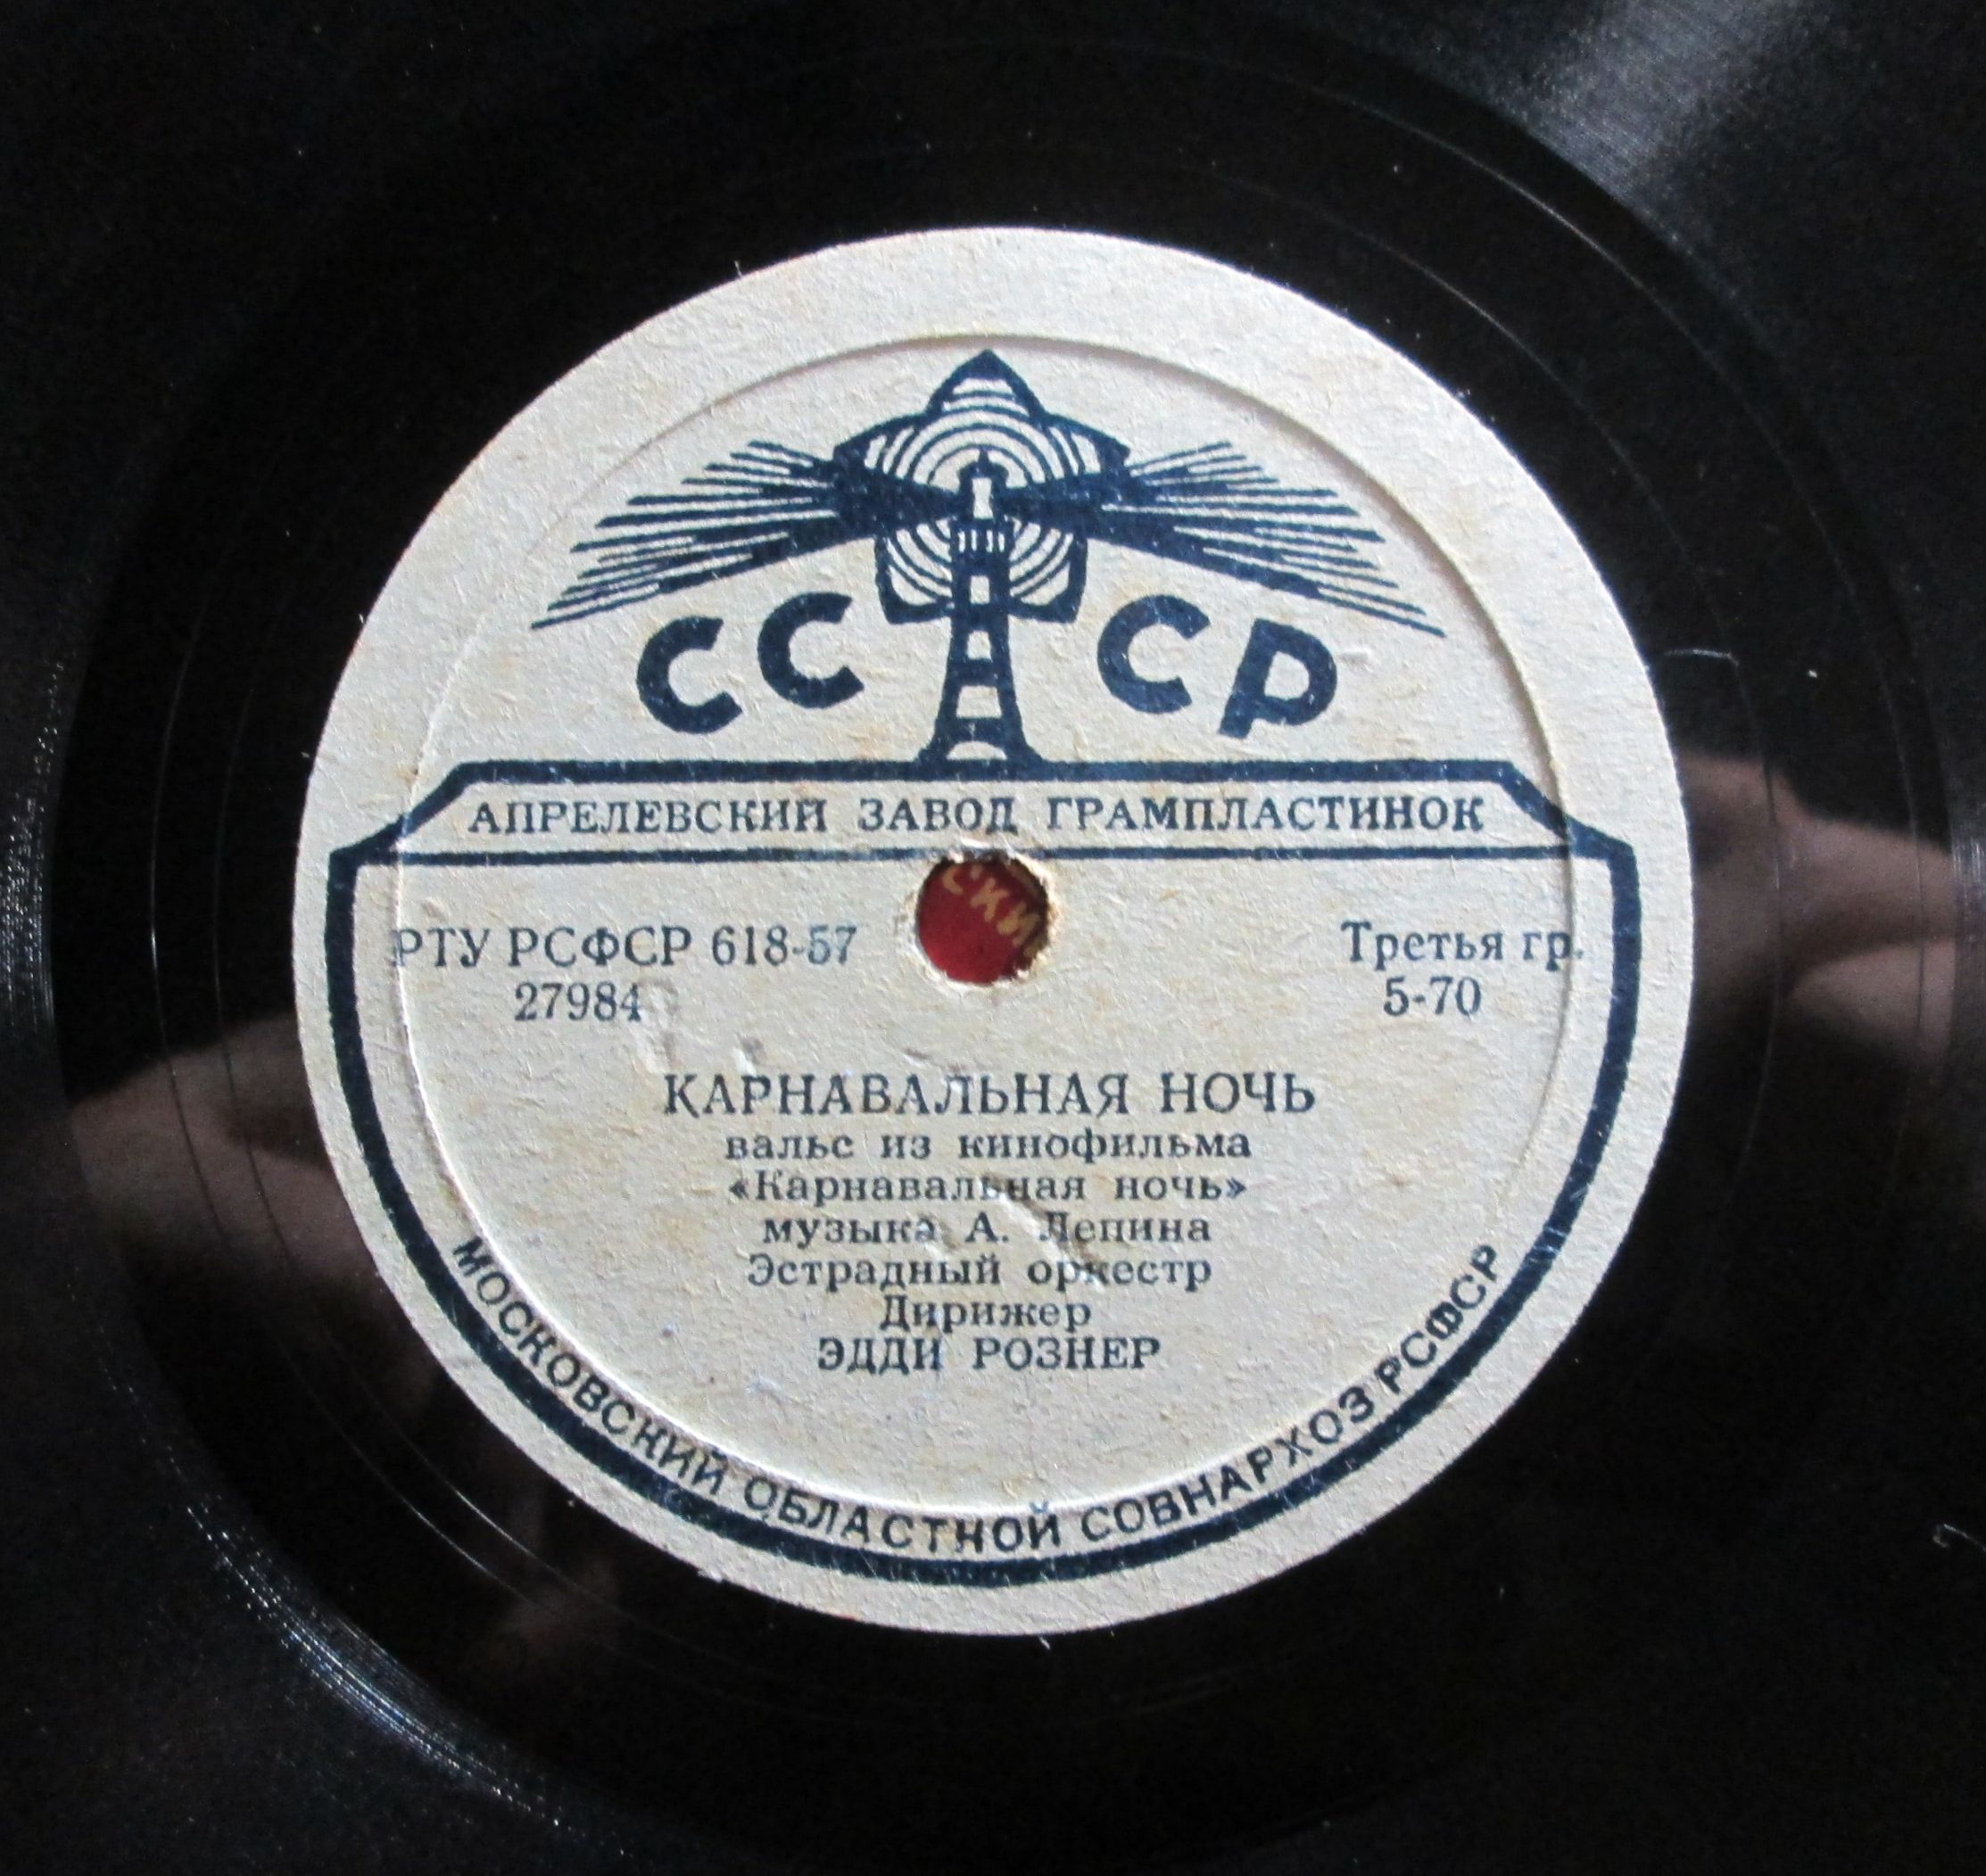 СССР
АПРЕЛЕВСКИЙ ЗАВОД ГРАМПЛАСТИНОК
РТУ РСФСР 618-57
27984
Третья гр.
5-70
КАРНАВАЛЬНАЯ НОЧЬ
вальс из кинофильма
«Карнавальная ночь»
музыка А. Лепина
Эстрадный оркестр
Дирижер
ЭДДИ РОЗНЕР
МОСКОВСКИЙ ОБЛАСТНОЙ СОВНАРХОЗ РСФСР